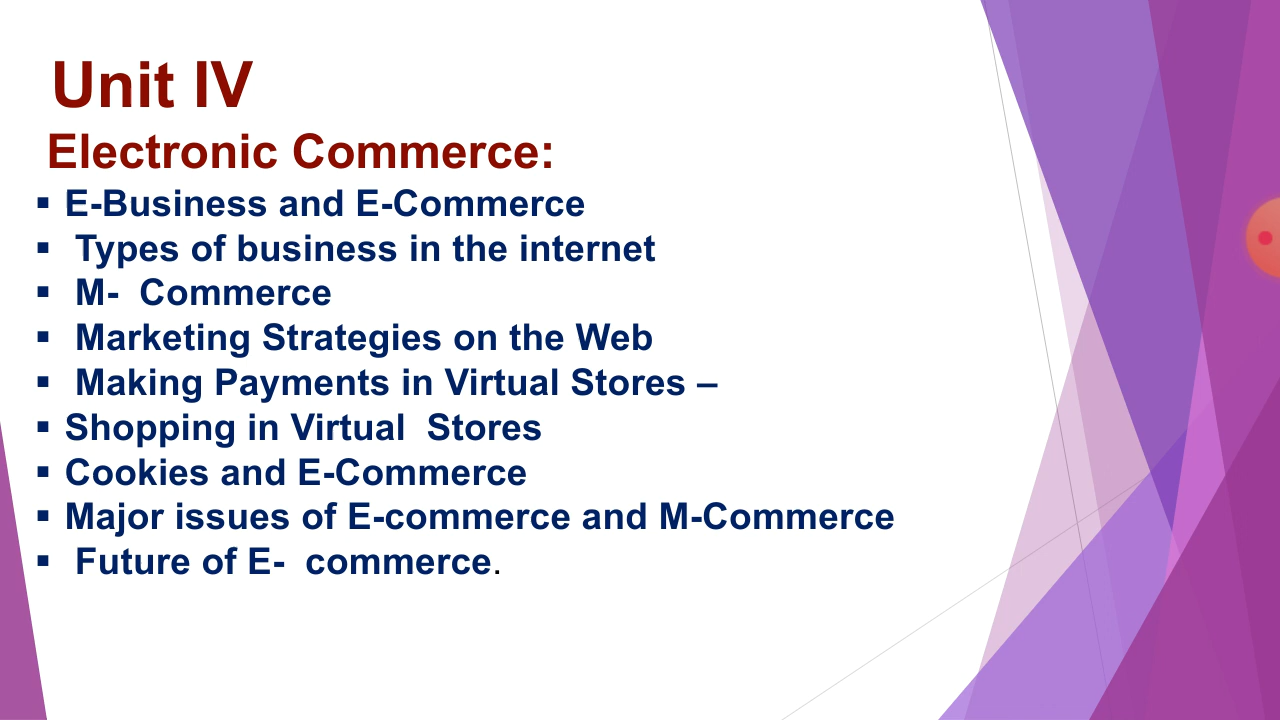 Unit IV
Electronic Commerce:
▪ E-Business and E-Commerce
▪ Types of business in the internet
▪ M- Commerce
▪ Marketing Strategies on the Web
▪ Making Payments in Virtual Stores –
▪ Shopping in Virtual Stores
▪ Cookies and E-Commerce
▪ Major issues of E-commerce and M-Commerce
▪ Future of E- commerce.